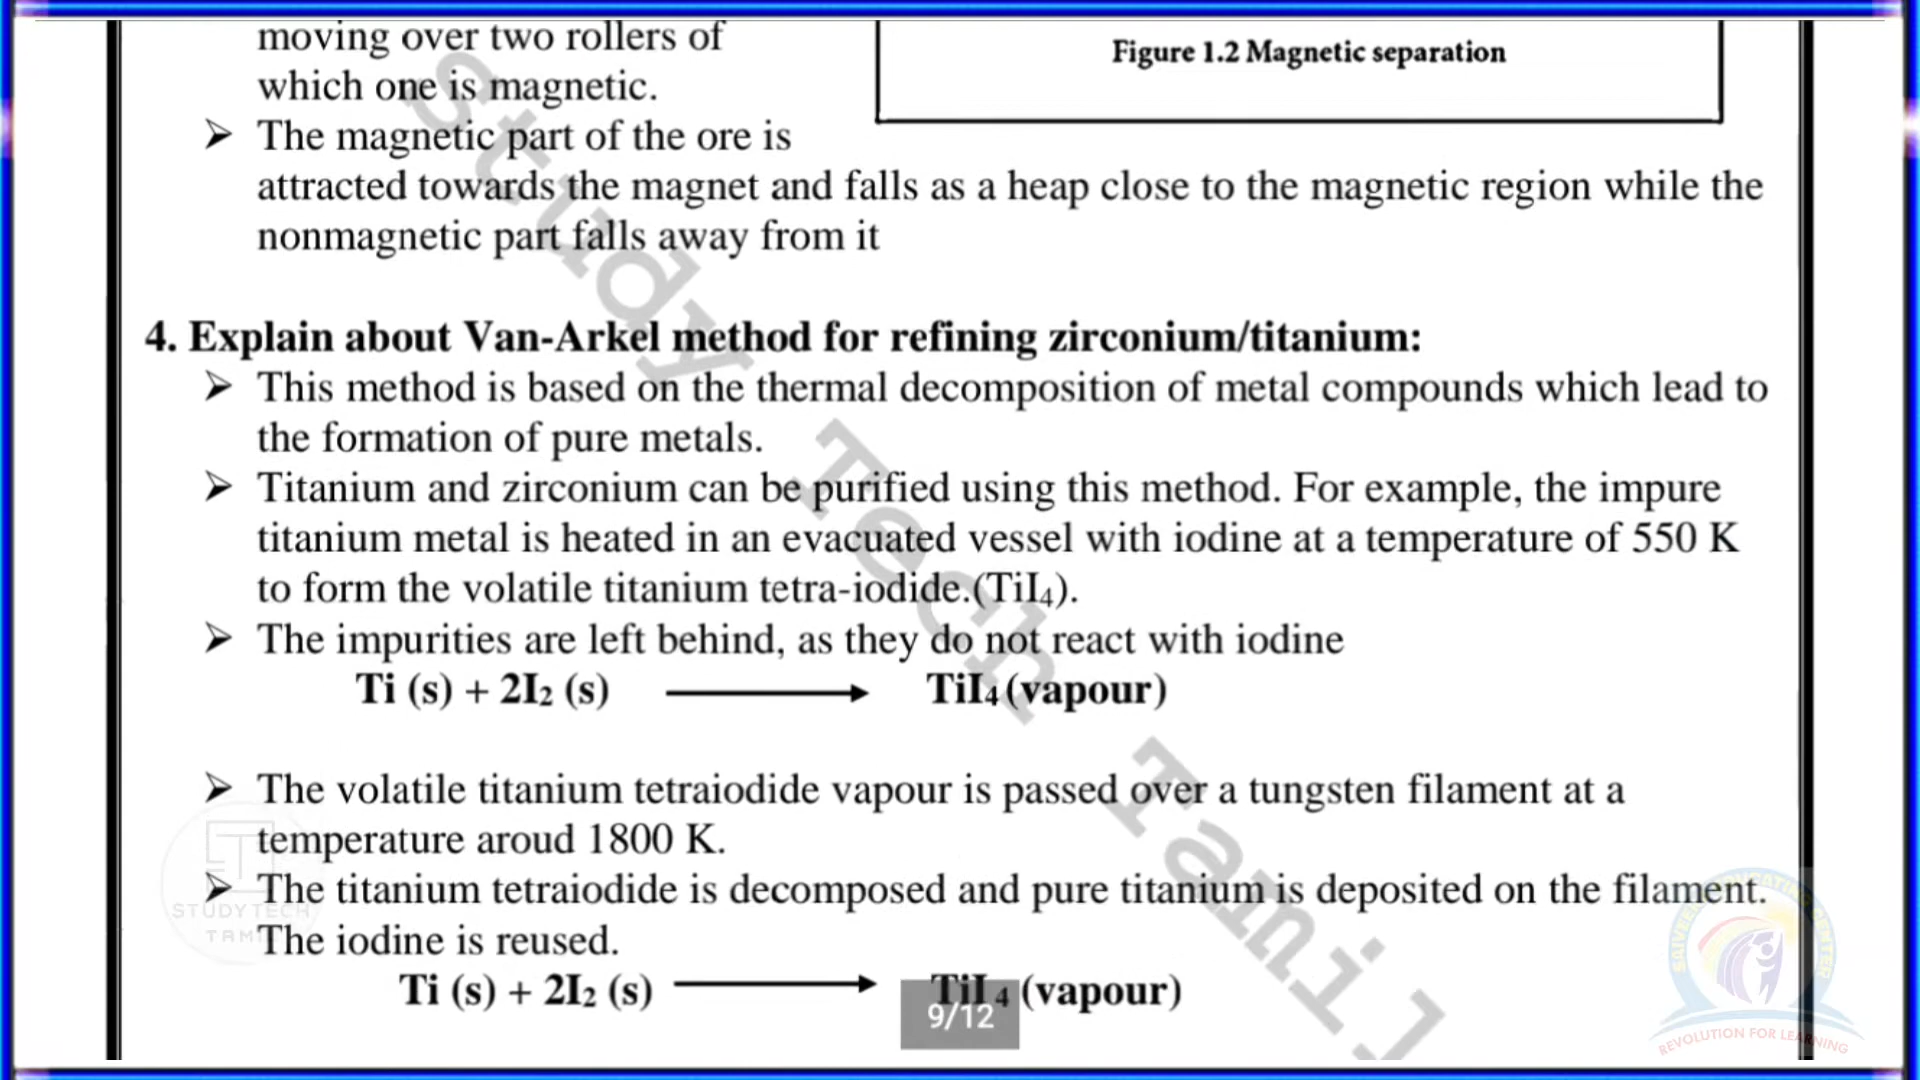 moving over two rollers of
which one is magnetic.
Figure 1.2 Magnetic separation
➢ The magnetic part of the ore is
attracted towards the magnet and falls as a heap close to the magnetic region while the
nonmagnetic part falls away from it
4. Explain about Van-Arkel method for refining zirconium/titanium:
➢ This method is based on the thermal decomposition of metal compounds which lead to
the formation of pure metals.
➢ Titanium and zirconium can be purified using this method. For example, the impure
titanium metal is heated in an evacuated vessel with iodine at a temperature of 550 K
to form the volatile titanium tetra-iodide.(TiI₄).
➢ The impurities are left behind, as they do not react with iodine
Ti (s) + 2I₂ (s) ⟶ TiI₄ (vapour)
➢ The volatile titanium tetraiodide vapour is passed over a tungsten filament at a
temperature aroud 1800 K.
➢ The titanium tetraiodide is decomposed and pure titanium is deposited on the filament.
The iodine is reused.
Ti (s) + 2I₂ (s) ⟶ TiI₄ (vapour)
9/12
Study Tech Tamil
STUDY TECH
TAMIL
REVOLUTION FOR LEARNING